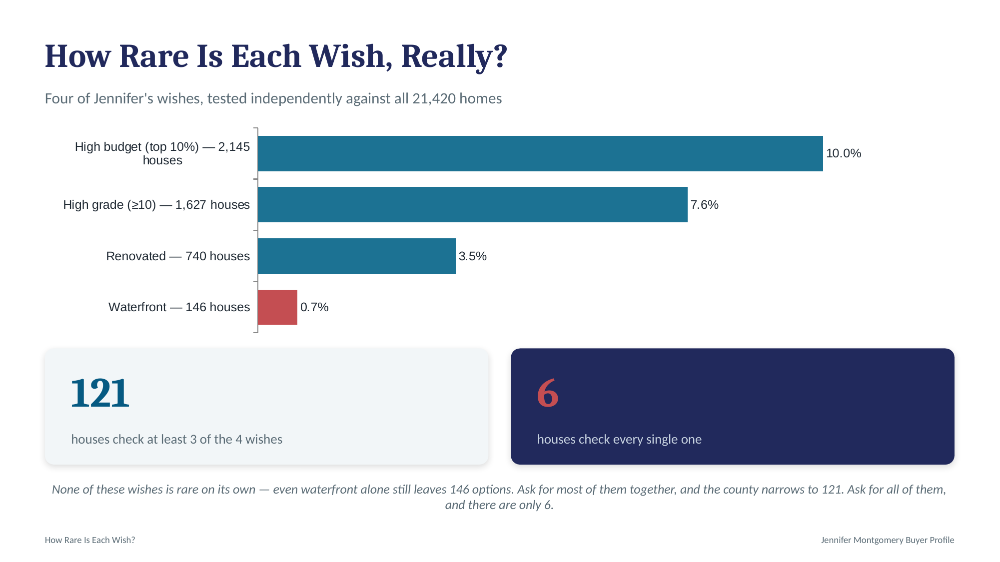 How Rare Is Each Wish, Really?
Four of Jennifer's wishes, tested independently against all 21,420 homes
High budget (top 10%) — 2,145
houses
10.0%
High grade (≥10) — 1,627 houses
7.6%
Renovated — 740 houses
3.5%
Waterfront — 146 houses
0.7%
121
houses check at least 3 of the 4 wishes
6
houses check every single one
None of these wishes is rare on its own — even waterfront alone still leaves 146 options. Ask for most of them together, and the county narrows to 121. Ask for all of them,
and there are only 6.
How Rare Is Each Wish?
Jennifer Montgomery Buyer Profile